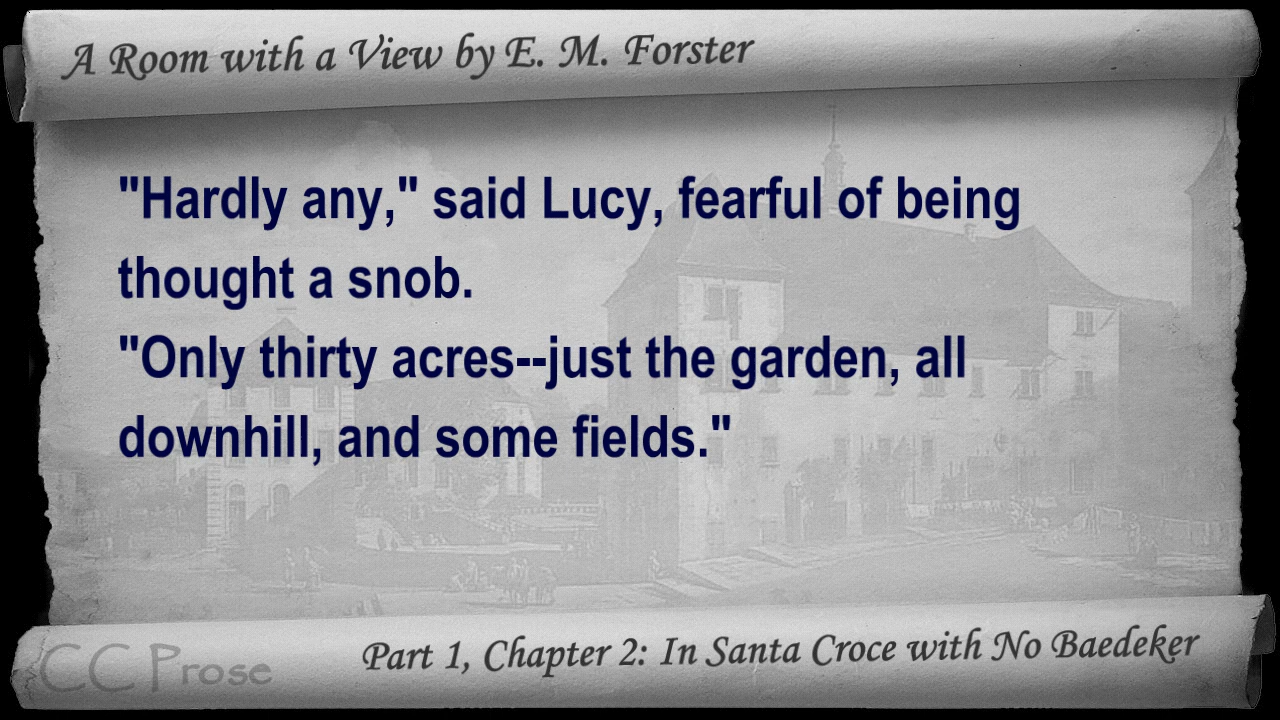 A Room with a View by E. M. Forster
"Hardly any," said Lucy, fearful of being
thought a snob.
"Only thirty acres--just the garden, all
downhill, and some fields."
Part 1, Chapter 2: In Santa Croce with No Baedeker
CC Prose